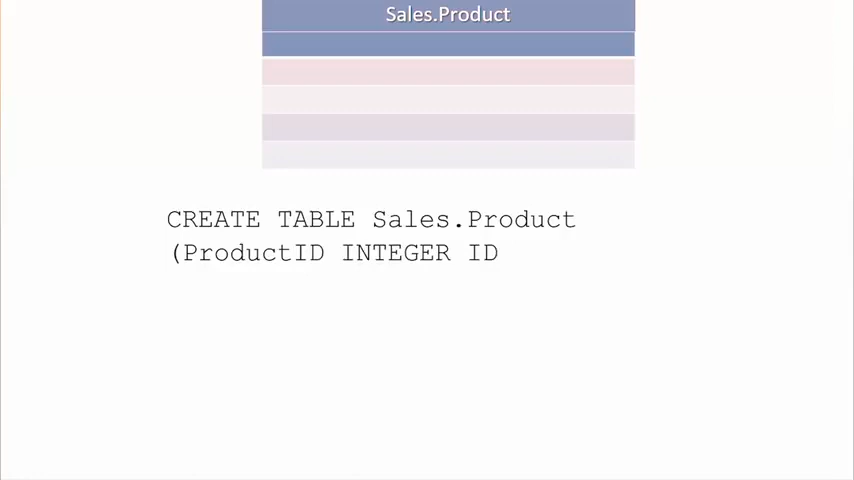 Sales.Product
CREATE TABLE Sales.Product
(ProductID INTEGER ID